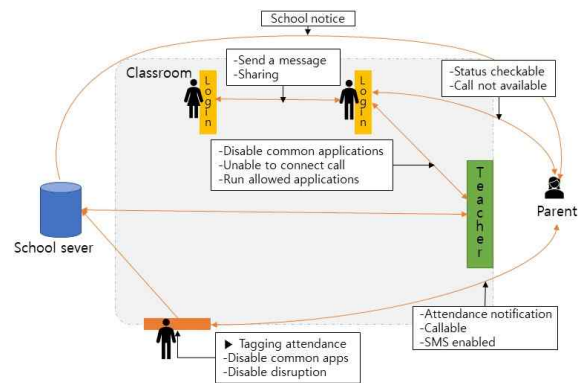 School notice
Classroom
-Send a message
-Sharing
-Status checkable
-Call not available
Login
Login
-Disable common applications
-Unable to connect call
-Run allowed applications
Teacher
Parent
School sever
-Attendance notification
-Callable
-SMS enabled
▶ Tagging attendance
-Disable common apps
-Disable disruption